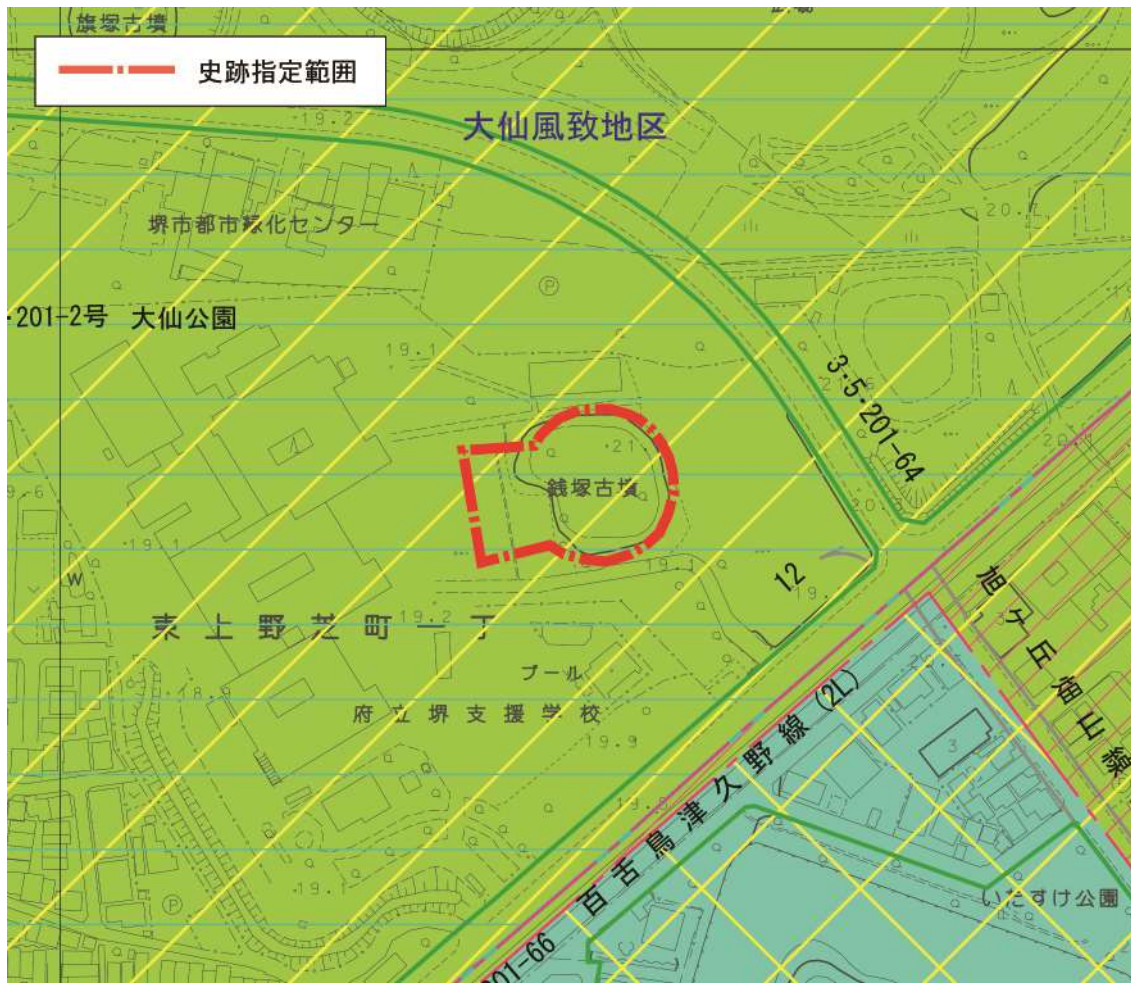 旗塚古墳
史跡指定範囲
19.2
大仙風致地区
堺市都市緑化センター
20.
P
・201-2号 大仙公園
19.1
3・5・201-64
・21
銭塚古墳
19.1
W
12
19.
旭ケ丘畑山線
東上野芝町一丁
19.2
プール
府立堺支援学校
19.9
18.9
3
百舌鳥津久野線(2L)
19.1
P
いたすけ公園
C
201-66